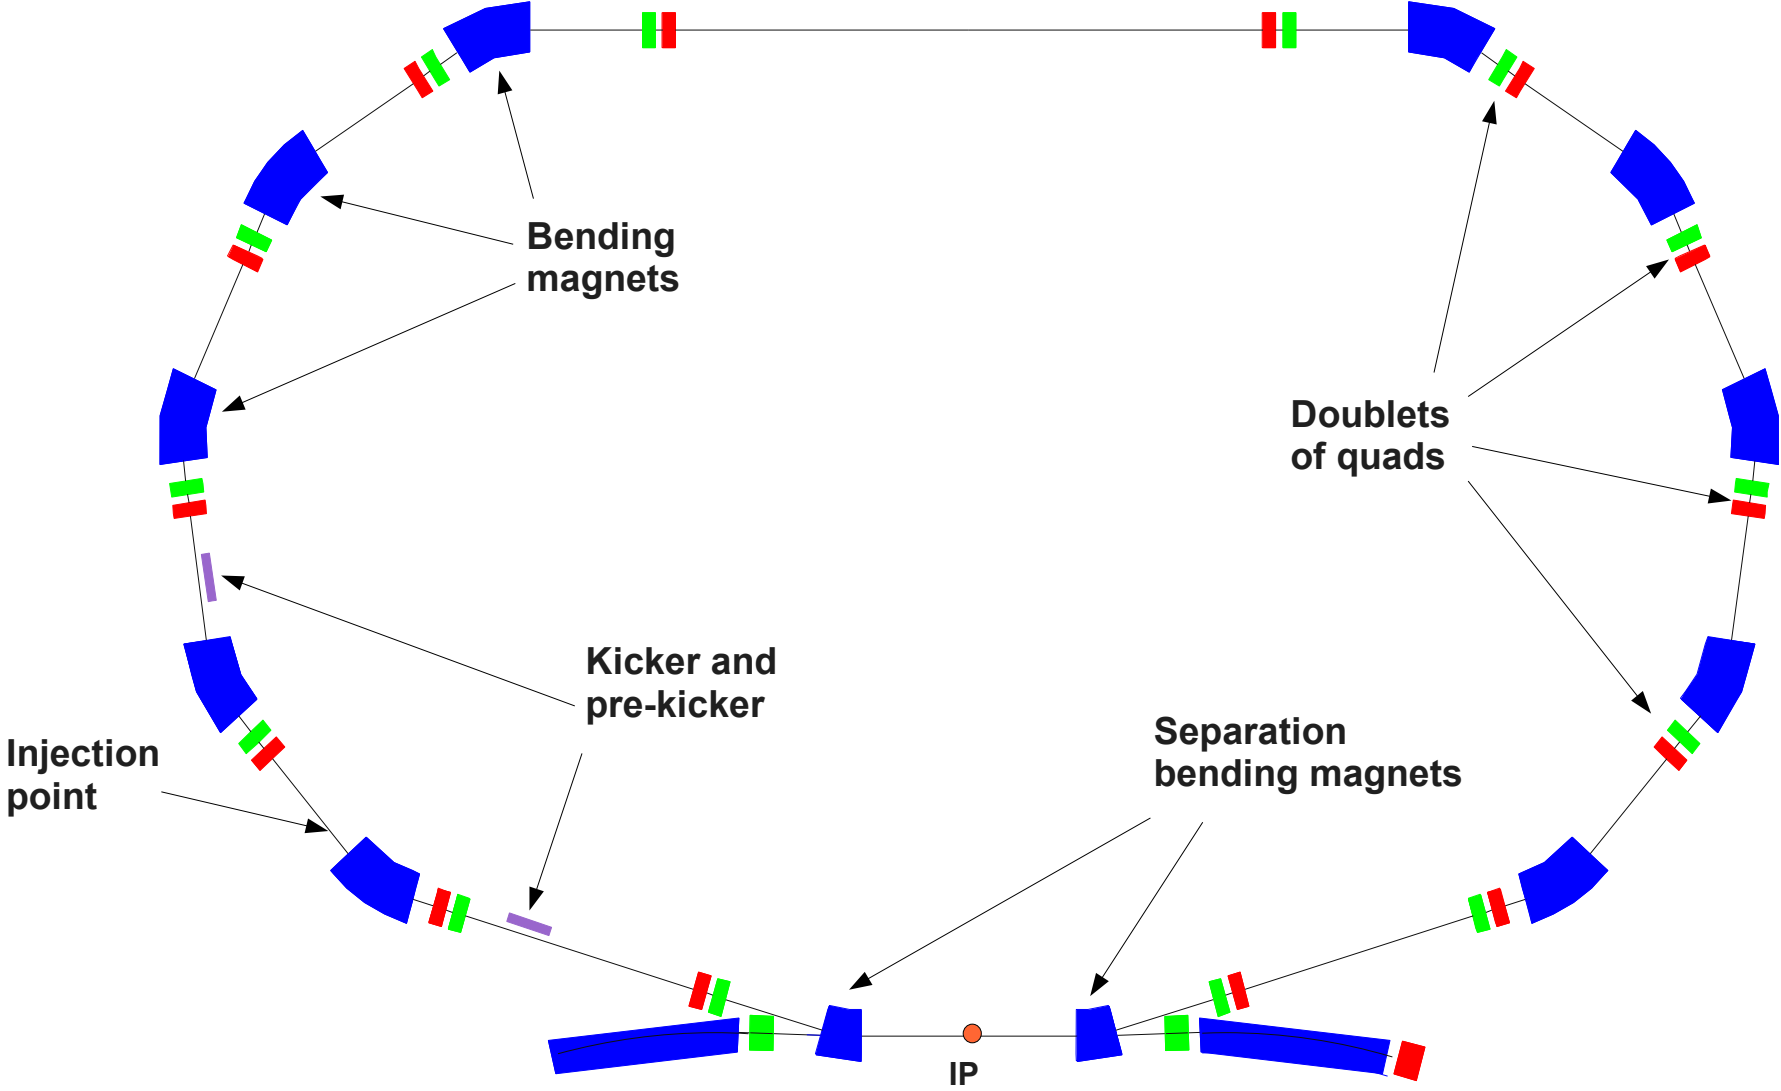 Bending
magnets
Doublets
of quads
Kicker and
pre-kicker
Injection
point
Separation
bending magnets
IP